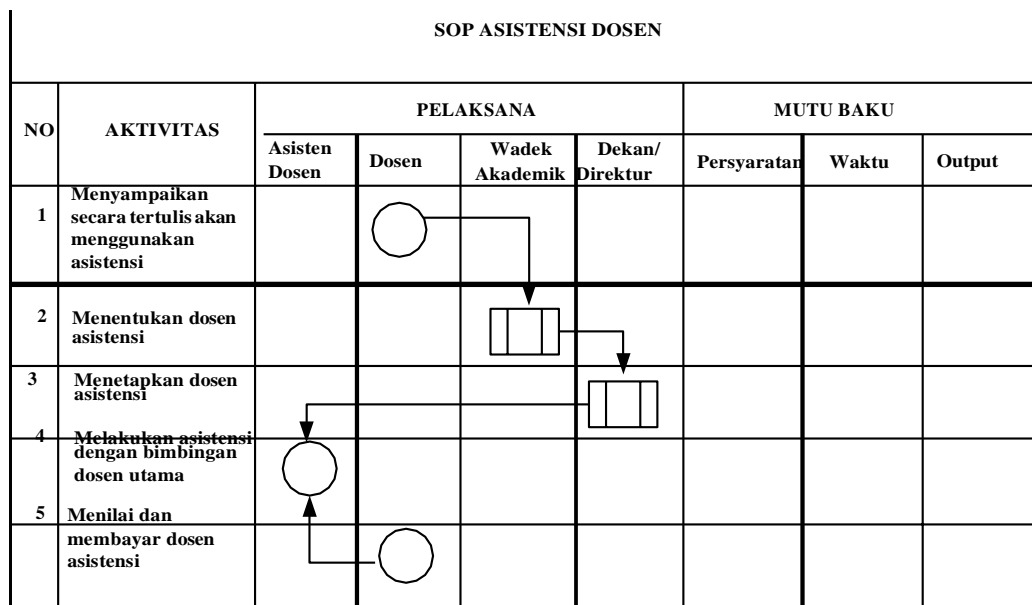 SOP ASISTENSI DOSEN
NO
AKTIVITAS
PELAKSANA
MUTU BAKU
Asisten
Dosen
Dosen
Wadek
Akademik
Dekan/
Direktur
Persyaratan
Waktu
Output
1
Menyampaikan
secara tertulis akan
menggunakan
asistensi
2
Menentukan dosen
asistensi
3
Menetapkan dosen
asistensi
4
Melakukan asistensi
dengan bimbingan
dosen utama
5
Menilai dan
membayar dosen
asistensi